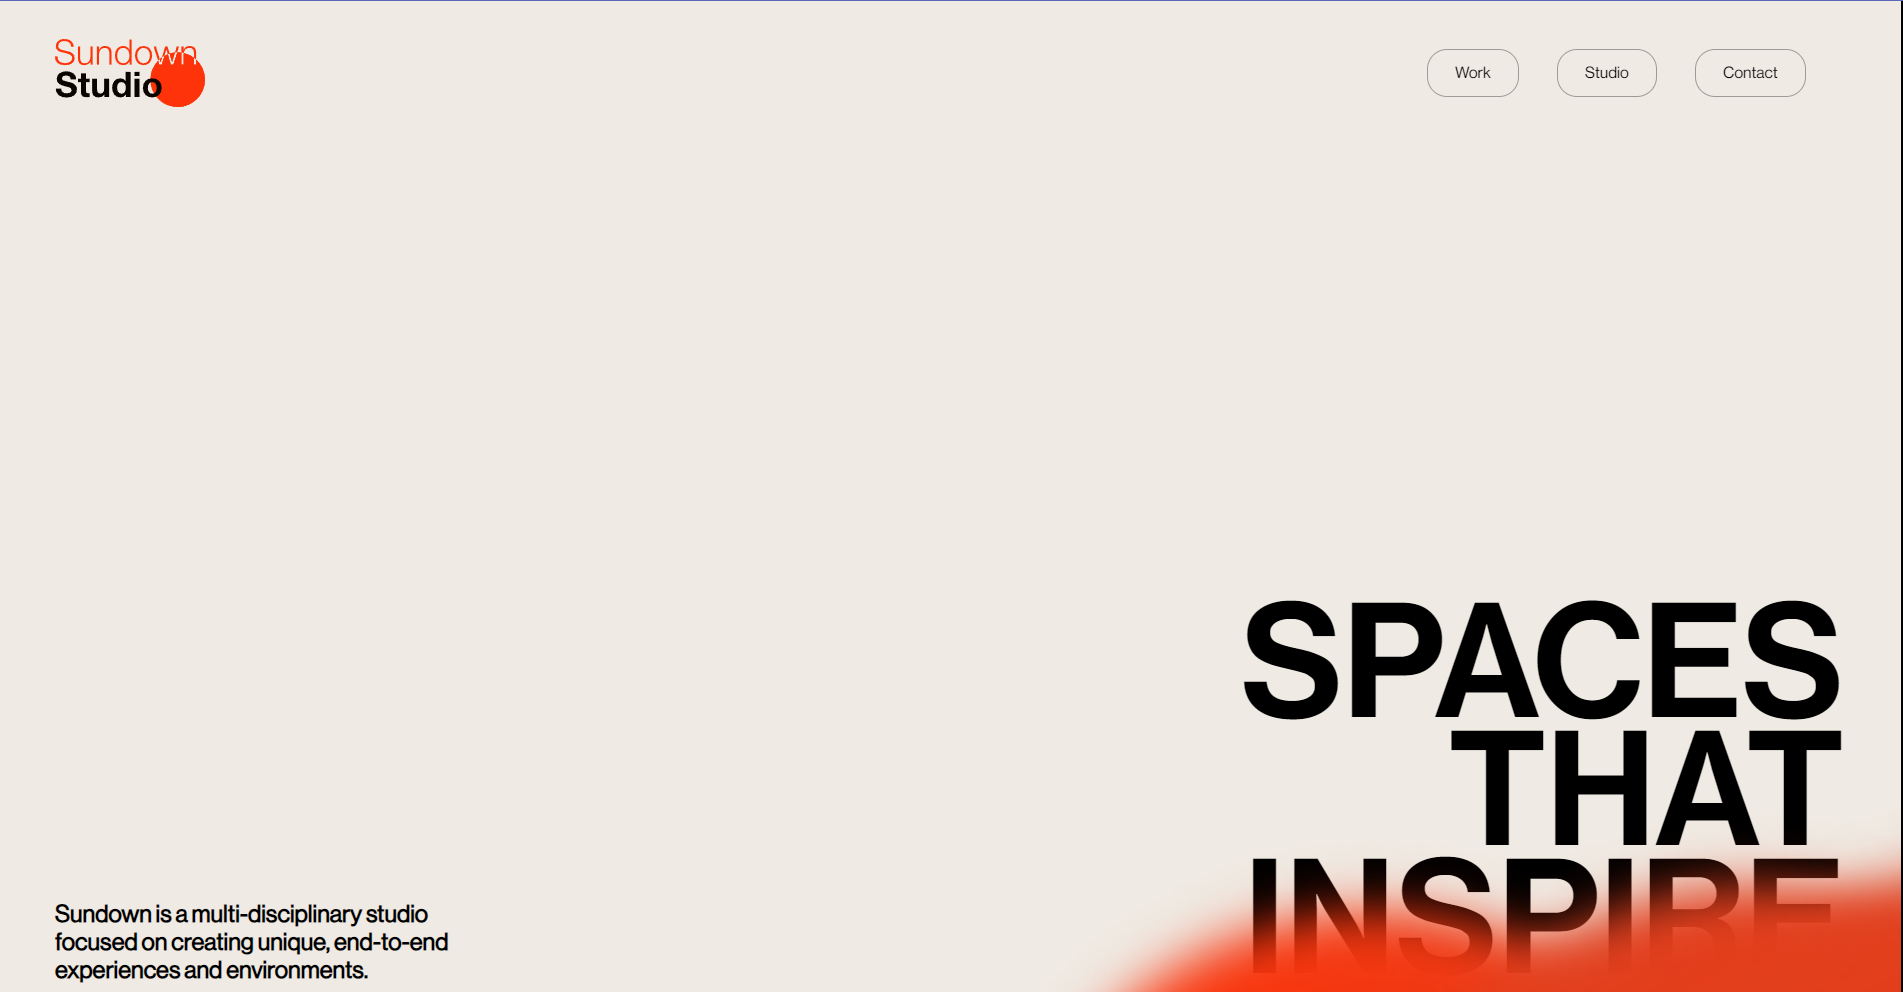 Sundown
Studio
Work
Studio
Contact
SPACES
THAT
INSPIRE
Sundown is a multi-disciplinary studio
focused on creating unique, end-to-end
experiences and environments.